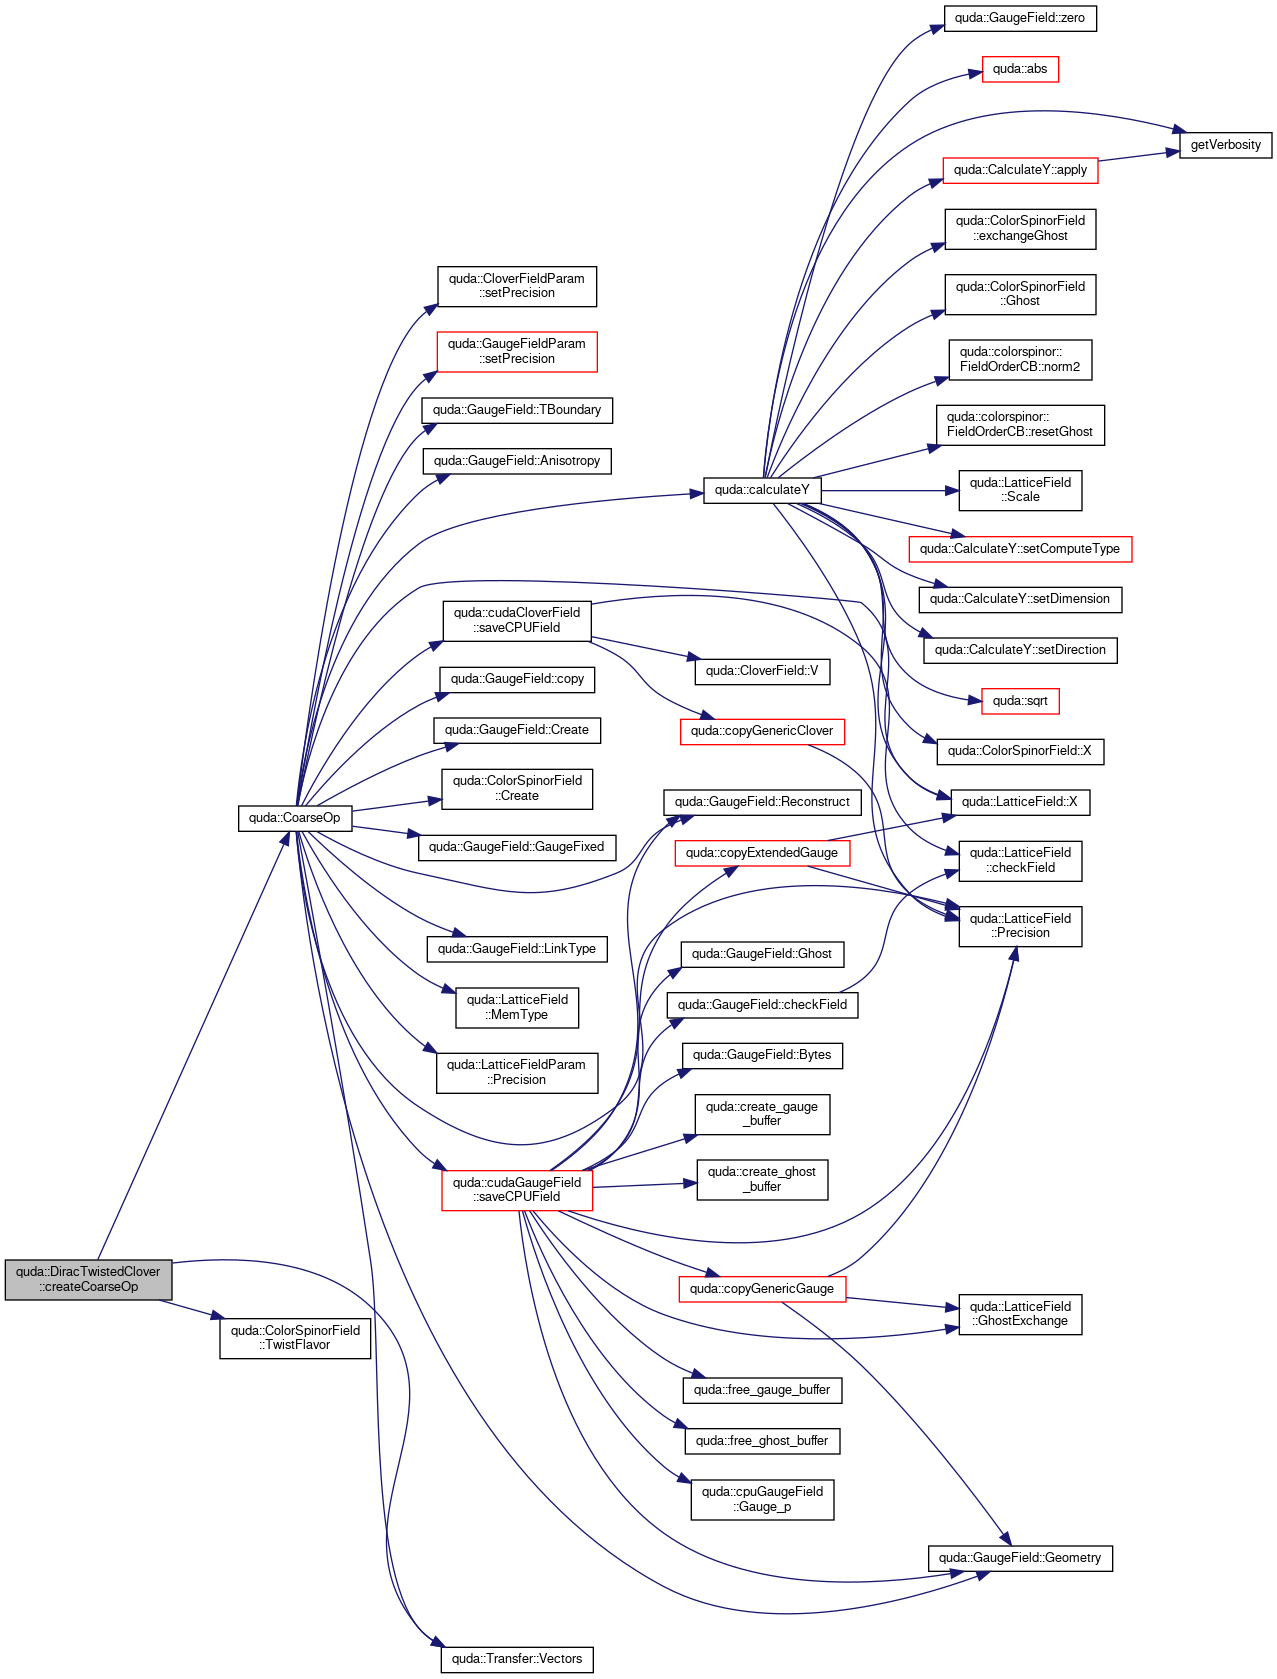 quda::GaugeField::zero
quda::abs
getVerbosity
quda::CalculateY::apply
quda::ColorSpinorField
::exchangeGhost
quda::CloverFieldParam
::setPrecision
quda::ColorSpinorField
::Ghost
quda::GaugeFieldParam
::setPrecision
quda::colorspinor::
FieldOrderCB::norm2
quda::GaugeField::TBoundary
quda::colorspinor::
FieldOrderCB::resetGhost
quda::GaugeField::Anisotropy
quda::calculateY
quda::LatticeField
::Scale
quda::CalculateY::setComputeType
quda::CalculateY::setDimension
quda::cudaCloverField
::saveCPUField
quda::CalculateY::setDirection
quda::CloverField::V
quda::GaugeField::copy
quda::sqrt
quda::GaugeField::Create
quda::copyGenericClover
quda::ColorSpinorField::X
quda::ColorSpinorField
::Create
quda::GaugeField::Reconstruct
quda::LatticeField::X
quda::CoarseOp
quda::GaugeField::GaugeFixed
quda::copyExtendedGauge
quda::LatticeField
::checkField
quda::LatticeField
::Precision
quda::GaugeField::LinkType
quda::GaugeField::Ghost
quda::LatticeField
::MemType
quda::GaugeField::checkField
quda::LatticeFieldParam
::Precision
quda::GaugeField::Bytes
quda::create_gauge
_buffer
quda::cudaGaugeField
::saveCPUField
quda::create_ghost
_buffer
quda::DiracTwistedClover
::createCoarseOp
quda::copyGenericGauge
quda::LatticeField
::GhostExchange
quda::ColorSpinorField
::TwistFlavor
quda::free_gauge_buffer
quda::free_ghost_buffer
quda::cpuGaugeField
::Gauge_p
quda::GaugeField::Geometry
quda::Transfer::Vectors